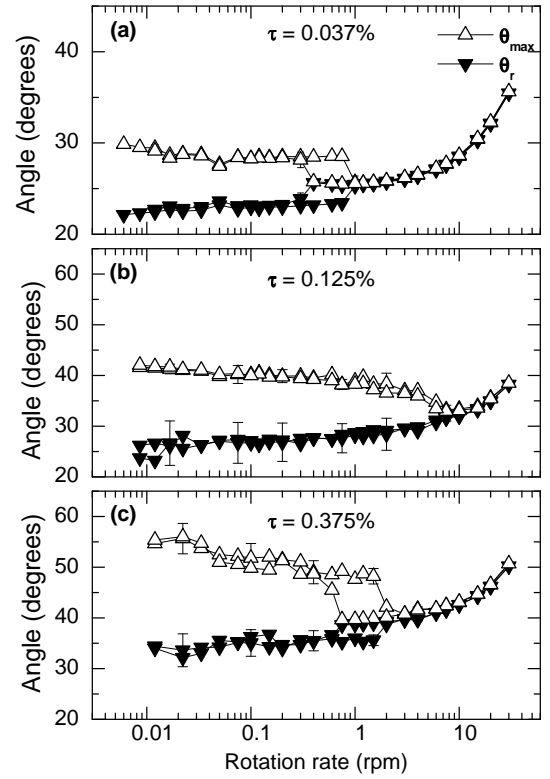 (a)
τ = 0.037%
θmax
θr
40
30
20
Angle (degrees)
(b)
τ = 0.125%
60
50
40
30
20
Angle (degrees)
(c)
τ = 0.375%
60
50
40
30
20
Angle (degrees)
0.01 0.1 1 10
Rotation rate (rpm)